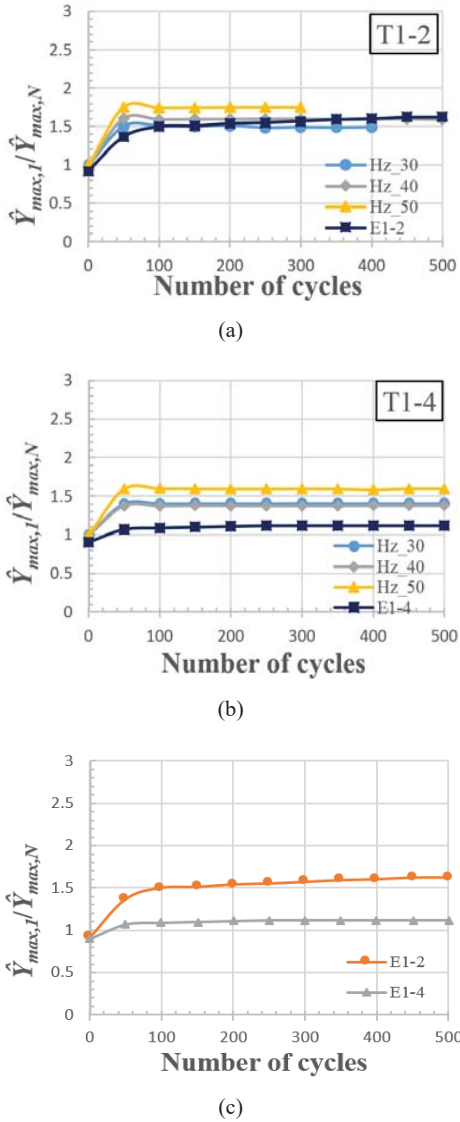 T1-2
3
2.5
2
1.5
1
0.5
0
Ŷmax,1/Ŷmax,N
Hz_30
Hz_40
Hz_50
E1-2
0 100 200 300 400 500
Number of cycles
(a)
T1-4
3
2.5
2
1.5
1
0.5
0
Ŷmax,1/Ŷmax,N
Hz_30
Hz_40
Hz_50
E1-4
0 100 200 300 400 500
Number of cycles
(b)
3
2.5
2
1.5
1
0.5
0
Ŷmax,1/Ŷmax,N
E1-2
E1-4
0 100 200 300 400 500
Number of cycles
(c)